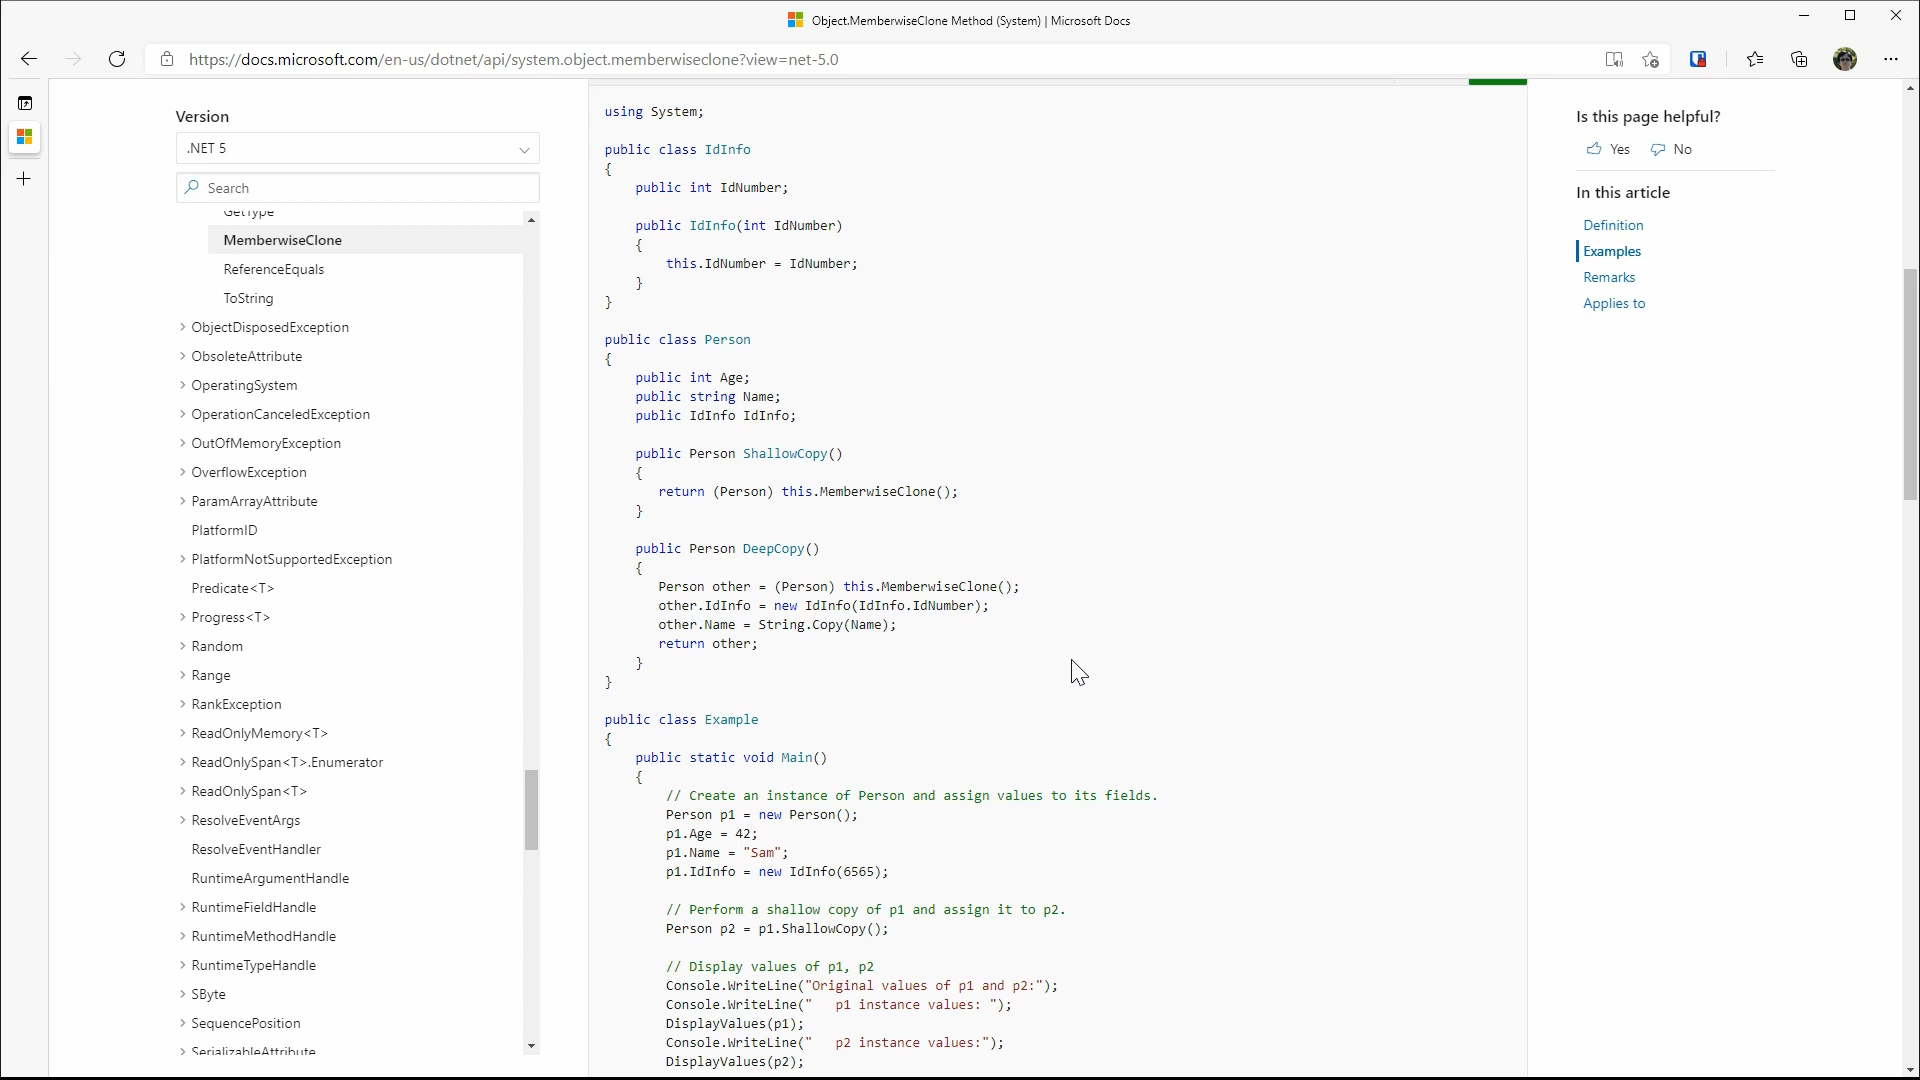 Object.MemberwiseClone Method (System) | Microsoft Docs
https://docs.microsoft.com/en-us/dotnet/api/system.object.memberwiseclone?view=net-5.0
Version
.NET 5
Search
GetType
MemberwiseClone
ReferenceEquals
ToString
ObjectDisposedException
ObsoleteAttribute
OperatingSystem
OperationCanceledException
OutOfMemoryException
OverflowException
ParamArrayAttribute
PlatformID
PlatformNotSupportedException
Predicate<T>
Progress<T>
Random
Range
RankException
ReadOnlyMemory<T>
ReadOnlySpan<T>.Enumerator
ReadOnlySpan<T>
ResolveEventArgs
ResolveEventHandler
RuntimeArgumentHandle
RuntimeFieldHandle
RuntimeMethodHandle
RuntimeTypeHandle
SByte
SequencePosition
SerializableAttribute
using System;
public class IdInfo
{
public int IdNumber;
public IdInfo(int IdNumber)
{
this.IdNumber = IdNumber;
}
}
public class Person
{
public int Age;
public string Name;
public IdInfo IdInfo;
public Person ShallowCopy()
{
return (Person) this.MemberwiseClone();
}
public Person DeepCopy()
{
Person other = (Person) this.MemberwiseClone();
other.IdInfo = new IdInfo(IdInfo.IdNumber);
other.Name = String.Copy(Name);
return other;
}
}
public class Example
{
public static void Main()
{
// Create an instance of Person and assign values to its fields.
Person p1 = new Person();
p1.Age = 42;
p1.Name = "Sam";
p1.IdInfo = new IdInfo(6565);
// Perform a shallow copy of p1 and assign it to p2.
Person p2 = p1.ShallowCopy();
// Display values of p1, p2
Console.WriteLine("Original values of p1 and p2:");
Console.WriteLine("   p1 instance values: ");
DisplayValues(p1);
Console.WriteLine("   p2 instance values:");
DisplayValues(p2);
Is this page helpful?
Yes No
In this article
Definition
Examples
Remarks
Applies to